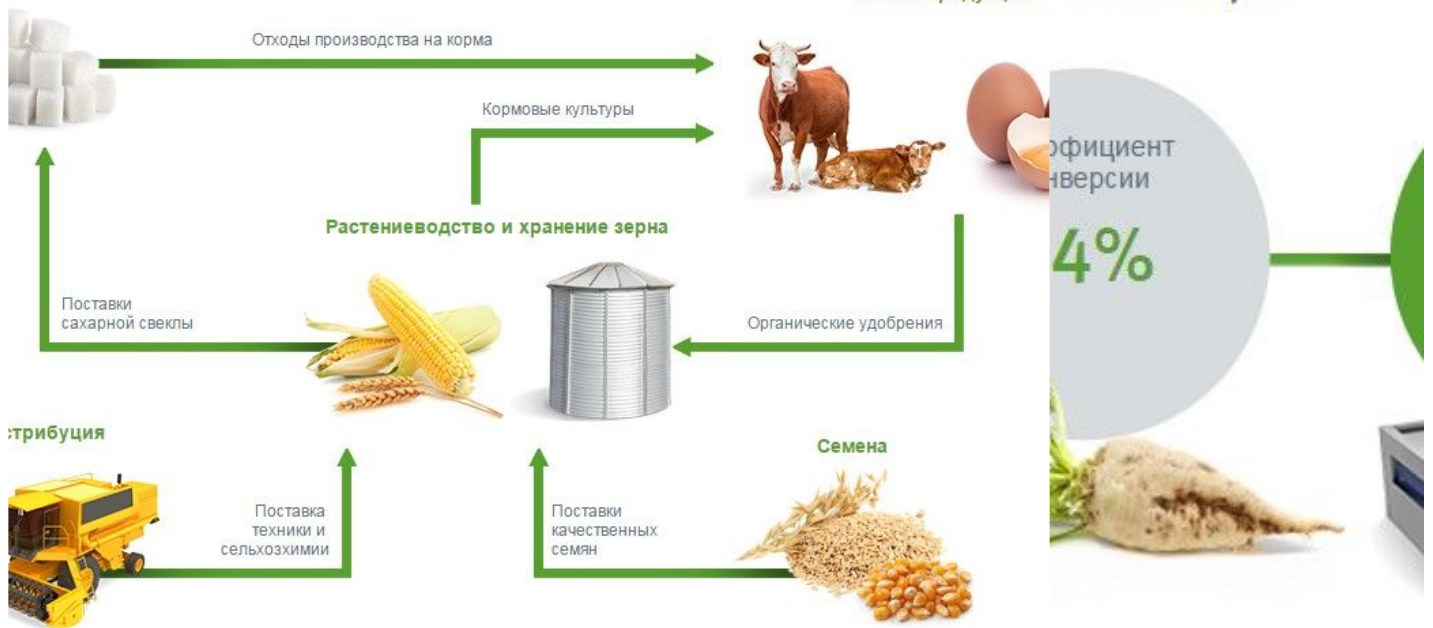 Отходы производства на корма
Кормовые культуры
Растениеводство и хранение зерна
Поставки
сахарной свеклы
Органические удобрения
стрибуция
Поставка
техники и
сельхозхимии
Поставки
качественных
семян
Семена
эфициент
нверсии
4%